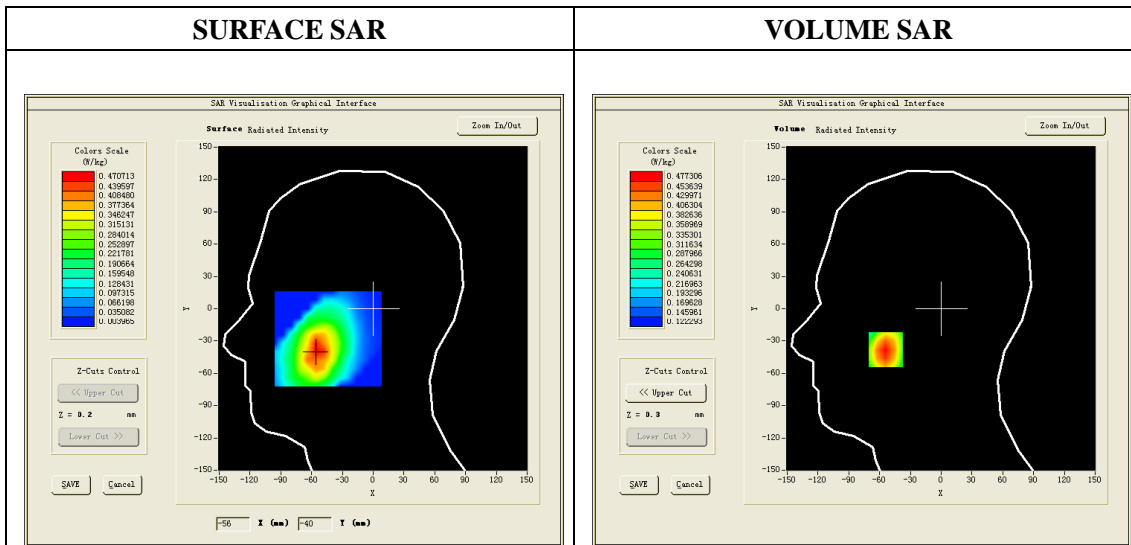 SURFACE SAR
VOLUME SAR
SAR Visualisation Graphical Interface
Surface Radiated Intensity
Zoom In/Out
Colors Scale
(W/kg)
0.470713
0.439597
0.408480
0.377364
0.346247
0.315131
0.284014
0.252897
0.221781
0.190664
0.159548
0.128431
0.097315
0.066198
0.035082
0.003965
Z-Cuts Control
<< Upper Cut
Z = 0.2 mm
Lower Cut >>
SAVE
Cancel
150
120
90
60
30
0
-30
-60
-90
-120
-150
Y
-150 -120 -90 -60 -30 0 30 60 90 120 150
X
-56 X (mm) -40 Y (mm)
SAR Visualisation Graphical Interface
Volume Radiated Intensity
Zoom In/Out
Colors Scale
(W/kg)
0.477306
0.453639
0.429971
0.406304
0.382636
0.358969
0.335301
0.311634
0.287966
0.264298
0.240631
0.216963
0.193296
0.169628
0.145961
0.122293
Z-Cuts Control
<< Upper Cut
Z = 0.3 mm
Lower Cut >>
SAVE
Cancel
150
120
90
60
30
0
-30
-60
-90
-120
-150
Y
-150 -120 -90 -60 -30 0 30 60 90 120 150
X